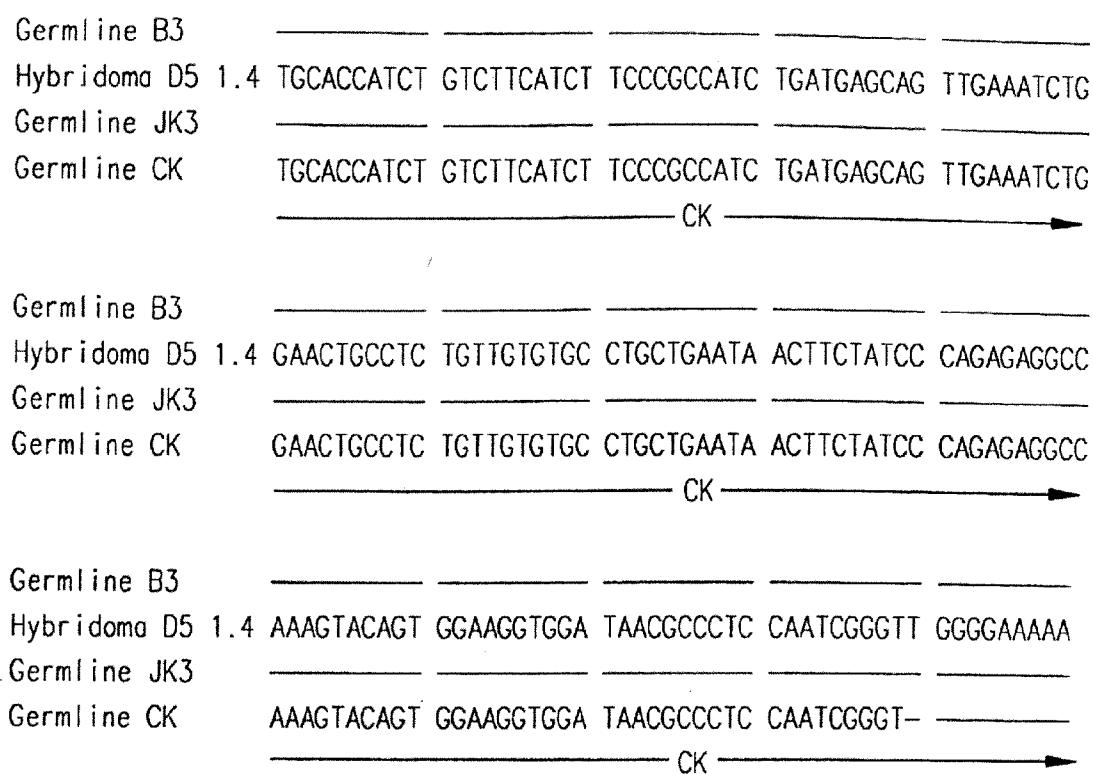 Germline B3
Hybridoma D5 1.4 TGCACCATCT GTCTTCATCT TCCCGCCATC TGATGAGCAG TTGAAATCTG
Germline JK3
Germline CK TGCACCATCT GTCTTCATCT TCCCGCCATC TGATGAGCAG TTGAAATCTG
CK
Germline B3
Hybridoma D5 1.4 GAACTGCCTC TGTTGTGTGC CTGCTGAATA ACTTCTATCC CAGAGAGGCC
Germline JK3
Germline CK GAACTGCCTC TGTTGTGTGC CTGCTGAATA ACTTCTATCC CAGAGAGGCC
CK
Germline B3
Hybridoma D5 1.4 AAAGTACAGT GGAAGGTGGA TAACGCCCTC CAATCGGGTT GGGGAAAAA
Germline JK3
Germline CK AAAGTACAGT GGAAGGTGGA TAACGCCCTC CAATCGGGT-
CK